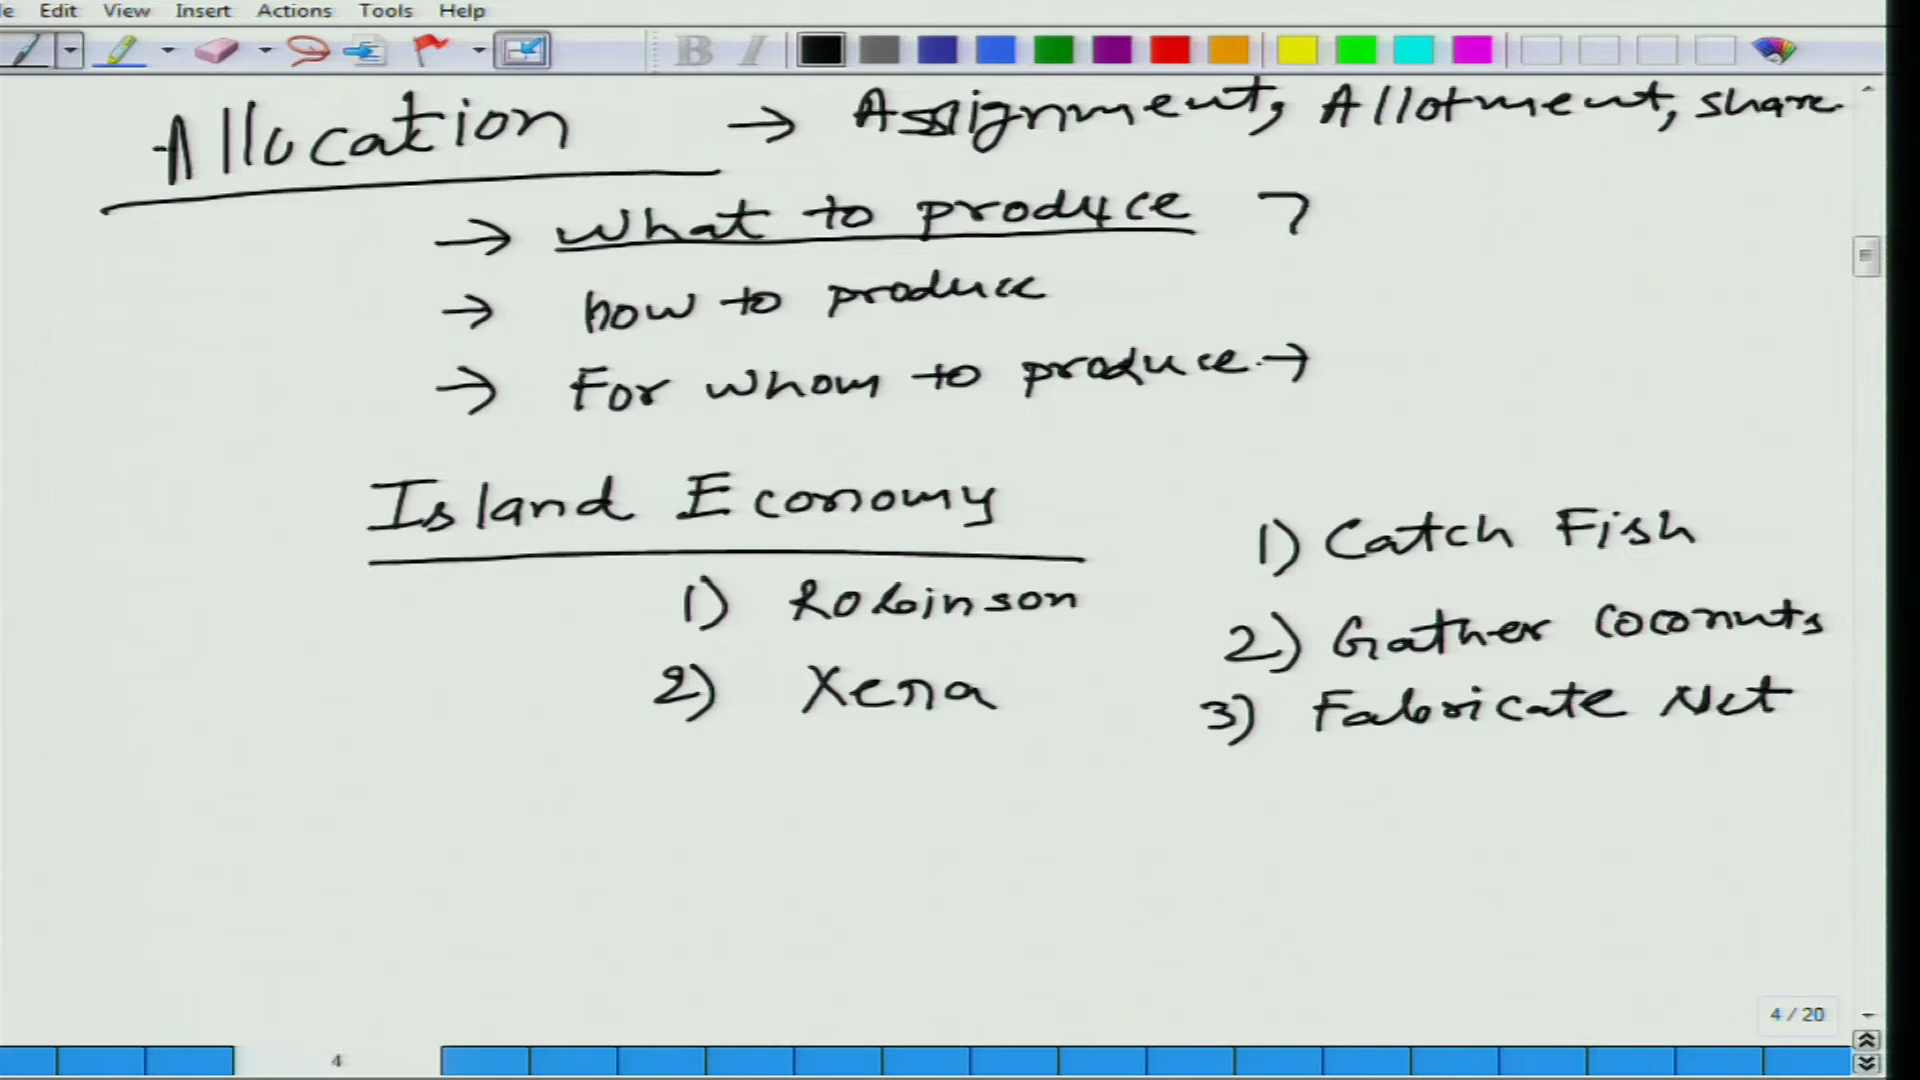 le Edit View Insert Actions Tools Help
B I
Allocation → Assignment, Allotment, share
→ What to produce ?
→ how to produce
→ For whom to produce →
Island Economy
1) Robinson
2) Xena
1) Catch Fish
2) Gather Coconuts
3) Fabricate Net
4 / 20
4